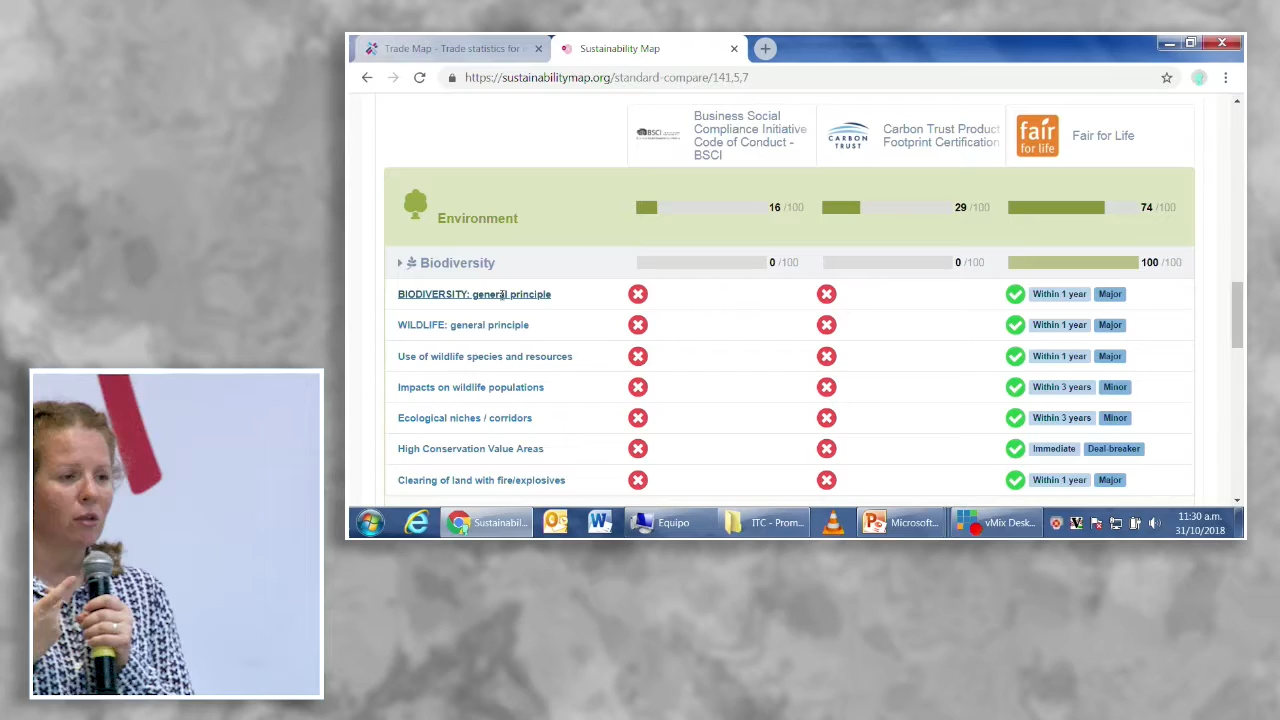 Trade Map - Trade statistics for
Sustainability Map
https://sustainabilitymap.org/standard-compare/141,5,7
BSCI
Business Social
Compliance Initiative
Code of Conduct -
BSCI
CARBON
TRUST
Carbon Trust Product
Footprint Certification
fair
for life
Fair for Life
Environment
16 /100
29 /100
74 /100
Biodiversity
0 /100
0 /100
100 /100
BIODIVERSITY: general principle
Within 1 year Major
WILDLIFE: general principle
Within 1 year Major
Use of wildlife species and resources
Within 1 year Major
Impacts on wildlife populations
Within 3 years Minor
Ecological niches / corridors
Within 3 years Minor
High Conservation Value Areas
Immediate Deal-breaker
Clearing of land with fire/explosives
Within 1 year Major
Sustainabil...
Equipo
ITC - Prom...
Microsoft...
vMix Desk...
11:30 a.m.
31/10/2018